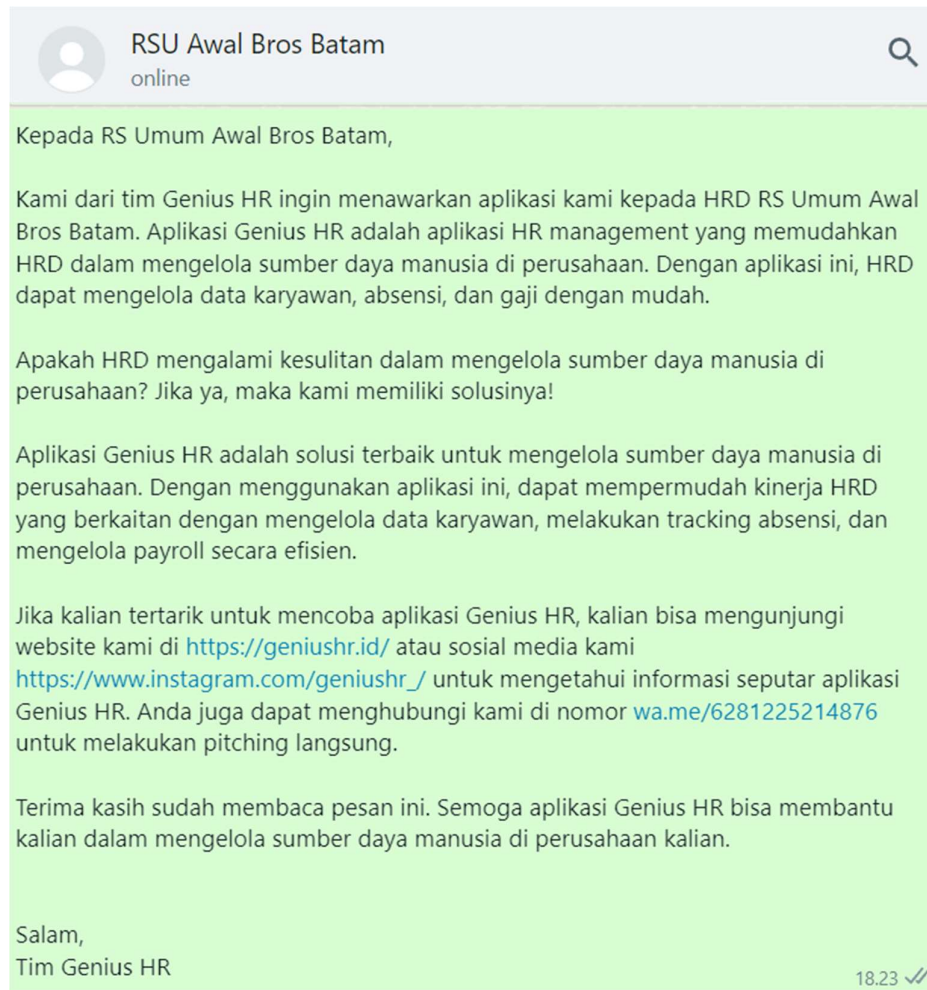 RSU Awal Bros Batam
online
Kepada RS Umum Awal Bros Batam,
Kami dari tim Genius HR ingin menawarkan aplikasi kami kepada HRD RS Umum Awal
Bros Batam. Aplikasi Genius HR adalah aplikasi HR management yang memudahkan
HRD dalam mengelola sumber daya manusia di perusahaan. Dengan aplikasi ini, HRD
dapat mengelola data karyawan, absensi, dan gaji dengan mudah.
Apakah HRD mengalami kesulitan dalam mengelola sumber daya manusia di
perusahaan? Jika ya, maka kami memiliki solusinya!
Aplikasi Genius HR adalah solusi terbaik untuk mengelola sumber daya manusia di
perusahaan. Dengan menggunakan aplikasi ini, dapat mempermudah kinerja HRD
yang berkaitan dengan mengelola data karyawan, melakukan tracking absensi, dan
mengelola payroll secara efisien.
Jika kalian tertarik untuk mencoba aplikasi Genius HR, kalian bisa mengunjungi
website kami di https://geniushr.id/ atau sosial media kami
https://www.instagram.com/geniushr_/ untuk mengetahui informasi seputar aplikasi
Genius HR. Anda juga dapat menghubungi kami di nomor wa.me/6281225214876
untuk melakukan pitching langsung.
Terima kasih sudah membaca pesan ini. Semoga aplikasi Genius HR bisa membantu
kalian dalam mengelola sumber daya manusia di perusahaan kalian.
Salam,
Tim Genius HR
18.23